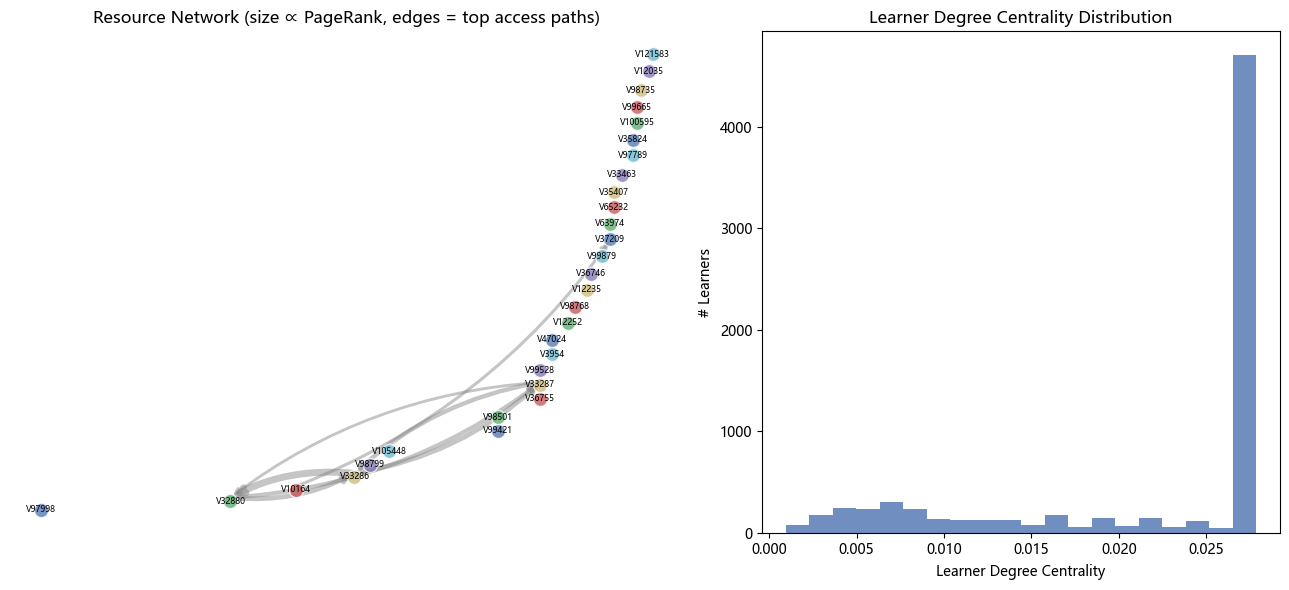 Resource Network (size ∝ PageRank, edges = top access paths)
V121583
V12035
V98735
V99665
V100595
V35824
V97789
V33463
V35407
V65232
V63974
V37209
V99879
V36746
V12235
V98768
V12252
V47024
V3954
V99528
V33287
V36755
V98501
V99421
V105448
V98799
V33286
V10164
V32880
V97998
Learner Degree Centrality Distribution
# Learners
4000
3000
2000
1000
0
0.000 0.005 0.010 0.015 0.020 0.025
Learner Degree Centrality